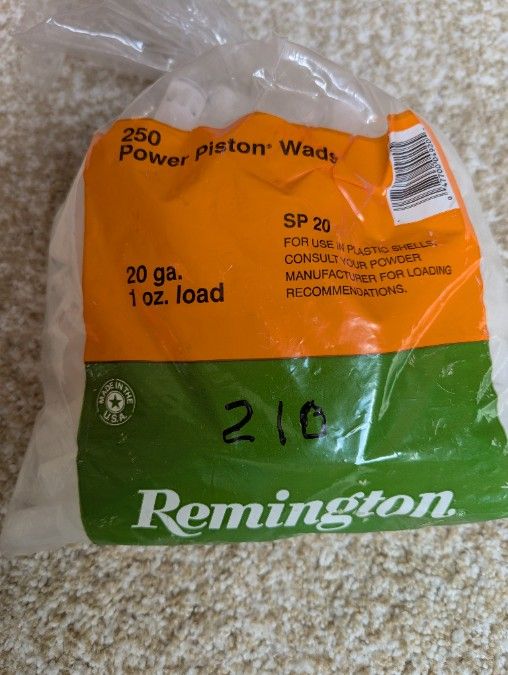 250
Power Piston® Wads
SP 20
FOR USE IN PLASTIC SHELLS.
CONSULT YOUR POWDER
MANUFACTURER FOR LOADING
RECOMMENDATIONS.
20 ga.
1 oz. load
MADE IN THE
U.S.A.
210
Remington.